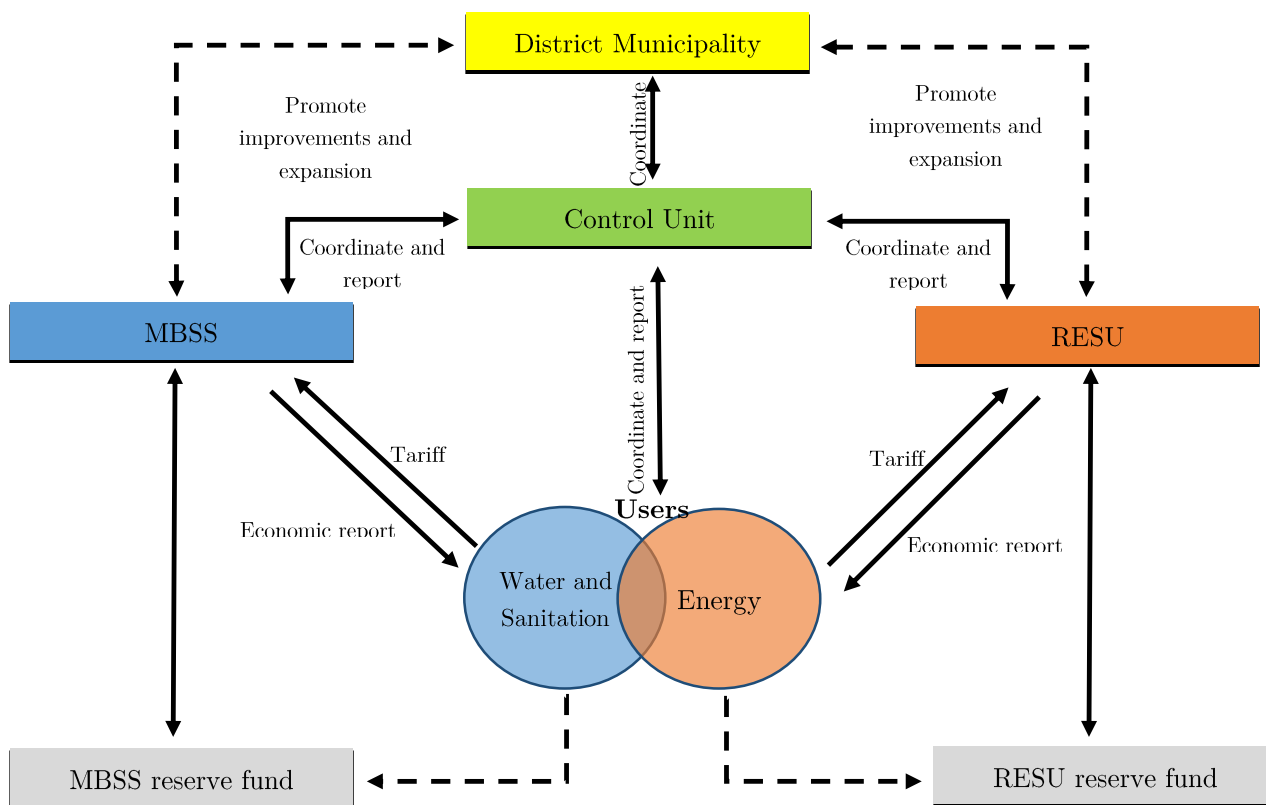 District Municipality
Promote
improvements and
expansion
Coordinate
Promote
improvements and
expansion
Control Unit
Coordinate and
report
Coordinate and
report
MBSS
Coordinate and report
RESU
Tariff
Tariff
Economic report
Users
Economic report
Water and
Sanitation
Energy
MBSS reserve fund
RESU reserve fund